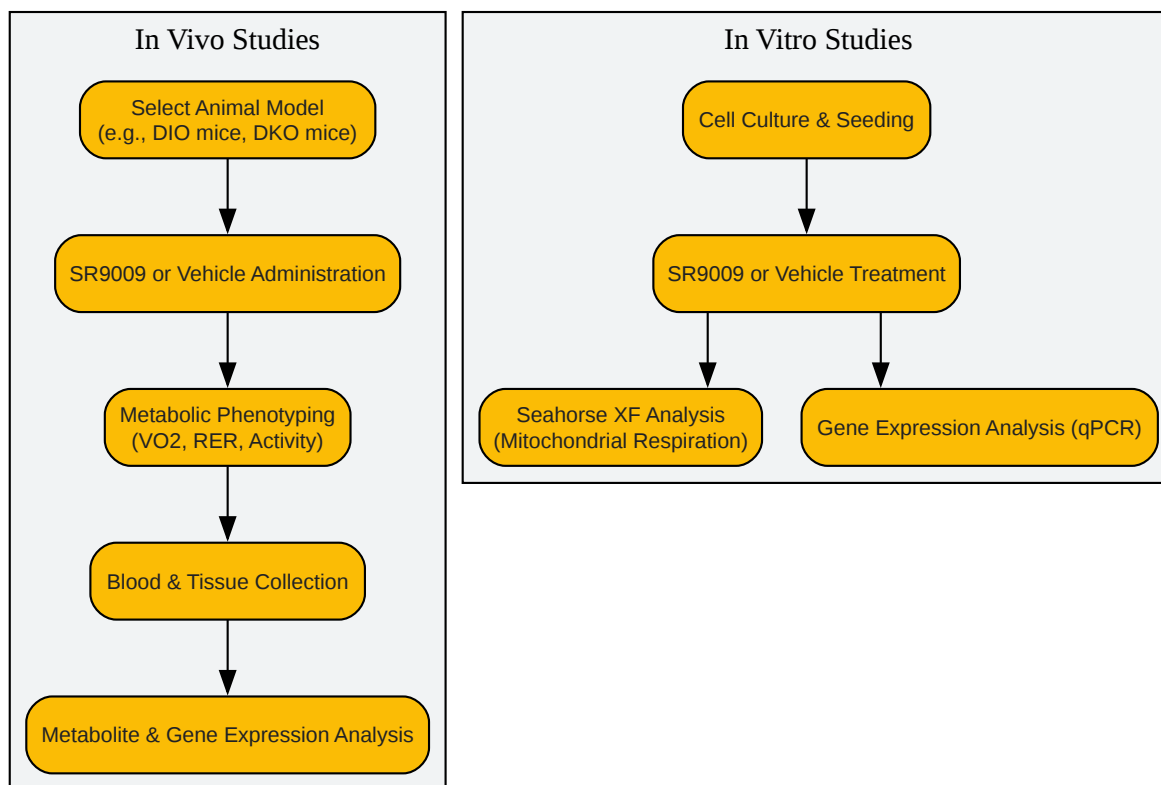 In Vivo Studies
Select Animal Model
(e.g., DIO mice, DKO mice)
SR9009 or Vehicle Administration
Metabolic Phenotyping
(VO2, RER, Activity)
Blood & Tissue Collection
Metabolite & Gene Expression Analysis
In Vitro Studies
Cell Culture & Seeding
SR9009 or Vehicle Treatment
Seahorse XF Analysis
(Mitochondrial Respiration)
Gene Expression Analysis (qPCR)